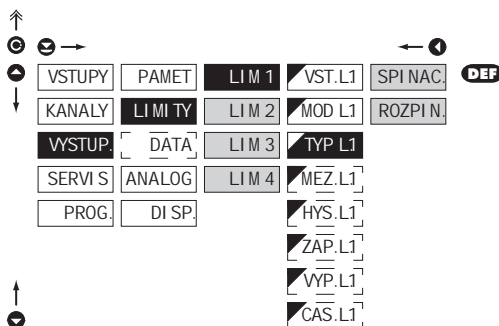 VSTUPY PAMET LIM 1 VST.L1 SPINAC. DEF
KANALY LIMITY LIM 2 MOD L1 ROZPIN.
VYSTUP. DATA LIM 3 TYP L1
SERVIS ANALOG LIM 4 MEZ.L1
PROG. DISP. HYS.L1
ZAP.L1
VYP.L1
CAS.L1